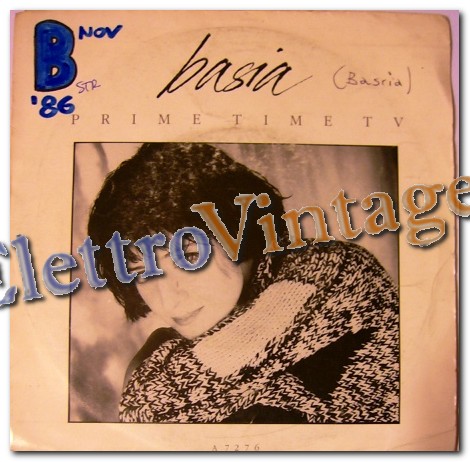 B NOV
STR
'86
basia
(Basria)
PRIME TIME TV
ElettroVintage
A 7276